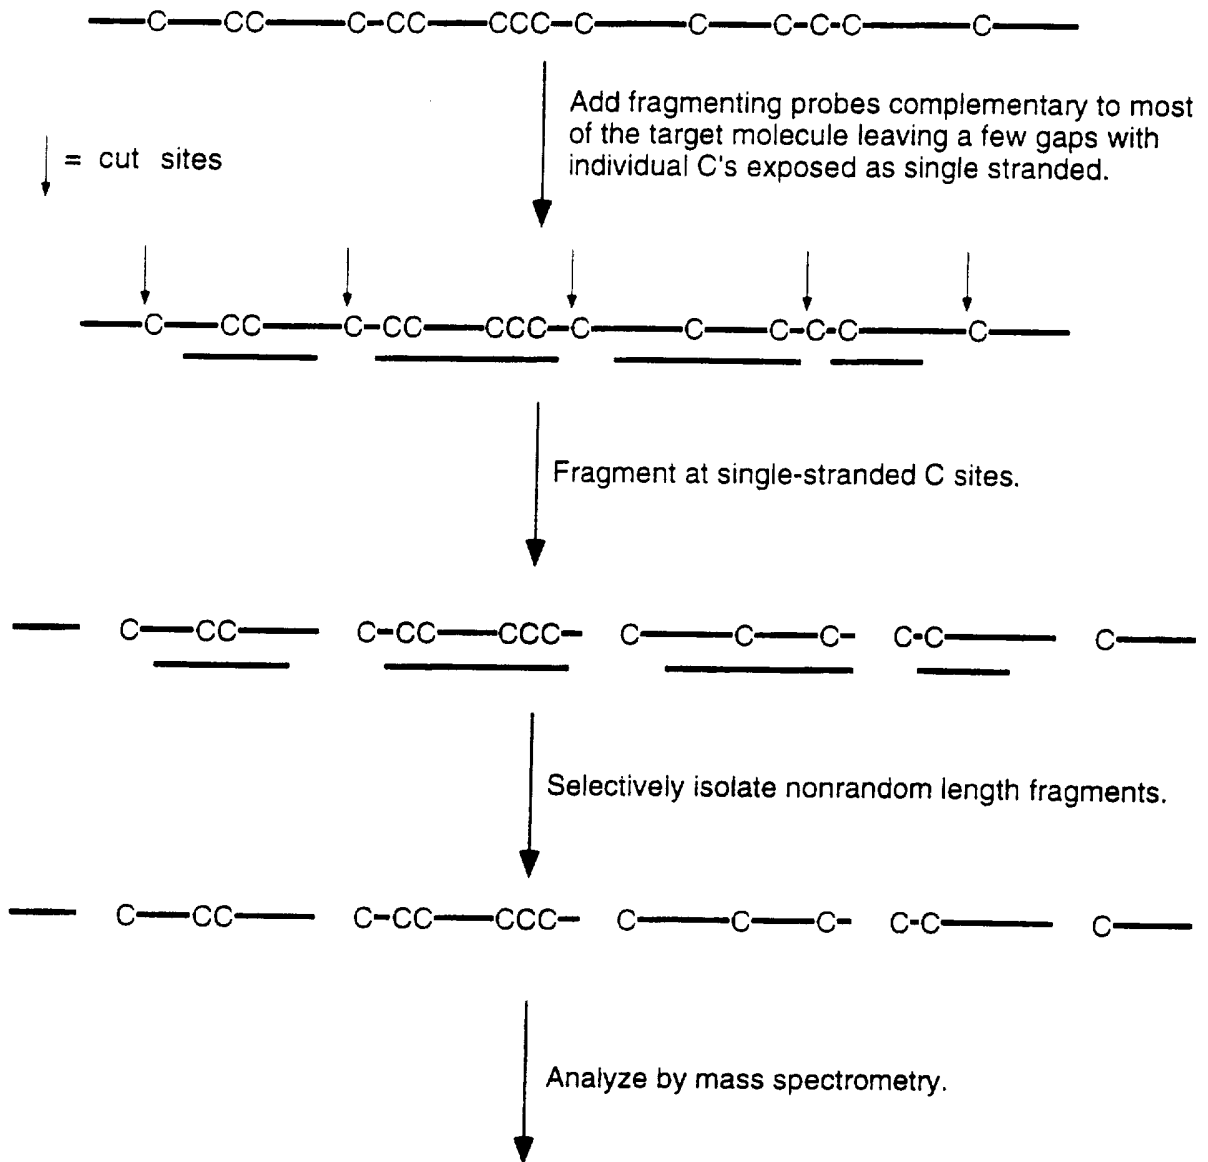 C CC C-CC CCC-C C C-C-C C
Add fragmenting probes complementary to most
of the target molecule leaving a few gaps with
individual C's exposed as single stranded.
= cut sites
C CC C-CC CCC-C C C-C-C C
Fragment at single-stranded C sites.
C CC C-CC CCC- C C C- C-C C
Selectively isolate nonrandom length fragments.
C CC C-CC CCC- C C C- C-C C
Analyze by mass spectrometry.